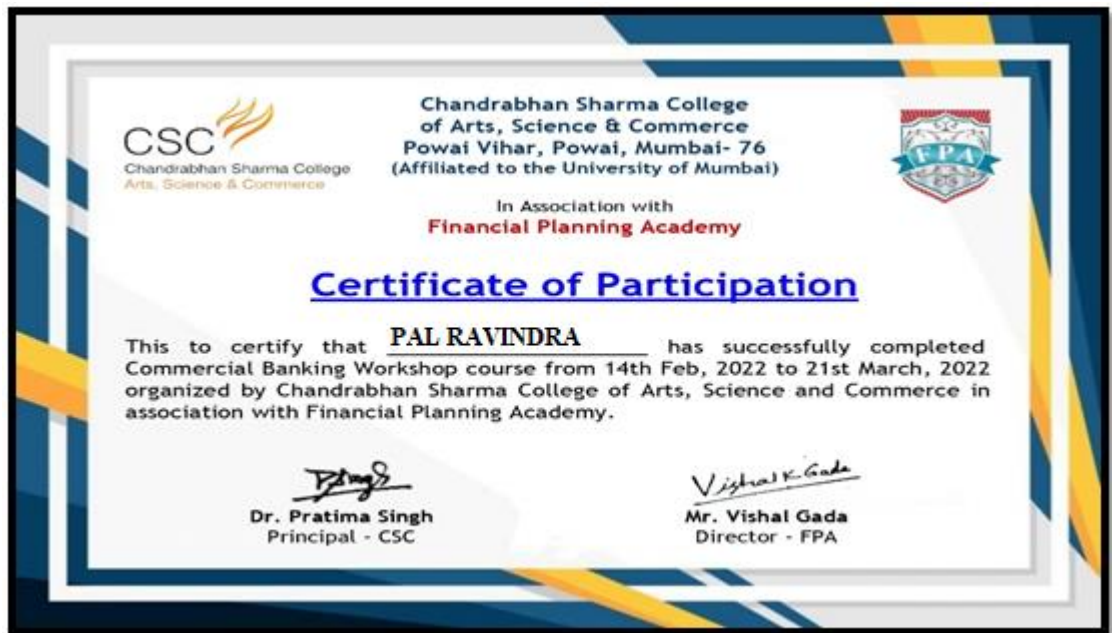 CSC
Chandrabhan Sharma College
Arts, Science & Commerce
Chandrabhan Sharma College
of Arts, Science & Commerce
Powai Vihar, Powai, Mumbai- 76
(Affiliated to the University of Mumbai)
In Association with
Financial Planning Academy
FPA
Certificate of Participation
This to certify that PAL RAVINDRA has successfully completed
Commercial Banking Workshop course from 14th Feb, 2022 to 21st March, 2022
organized by Chandrabhan Sharma College of Arts, Science and Commerce in
association with Financial Planning Academy.
Vishal K Gada
Dr. Pratima Singh
Principal - CSC
Mr. Vishal Gada
Director - FPA